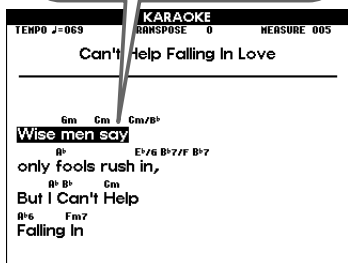 KARAOKE
TEMPO ♩=069 RANSPOSE 0 MEASURE 005
Can't Help Falling In Love
Gm Cm Cm/B♭
Wise men say
A♭ E♭/G B♭7/F B♭7
only fools rush in,
A♭ B♭ Cm
But I Can't Help
A♭6 Fm7
Falling In